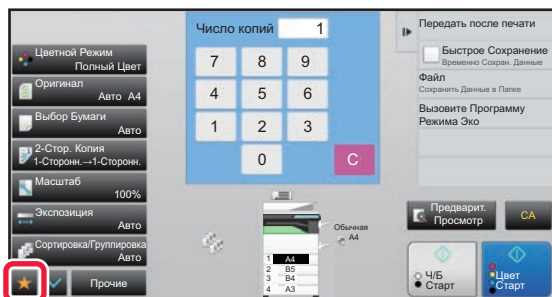 Число копий 1
Передать после печати
Быстрое Сохранение
Временно Сохран. Данные
Файл
Сохранить Данные в Папке
Вызовите Программу
Режима Эко
Цветной Режим
Полный Цвет
Оригинал
Авто A4
Выбор Бумаги
Авто
2-Стор. Копия
1-Сторонн.→1-Сторонн.
Масштаб
100%
Экспозиция
Авто
Сортировка/Группировка
Авто
Прочие
7 8 9
4 5 6
1 2 3
0 C
Обычная
A4
1 A4
2 B5
3 B4
4 A3
Предварит.
Просмотр
CA
Ч/Б
Старт
Цвет
Старт